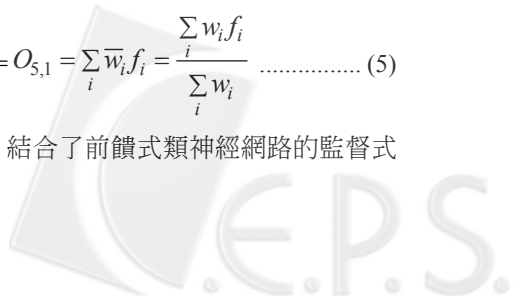 = O_{5,1} = \sum_i \overline{w}_i f_i = \frac{\sum_i w_i f_i}{\sum_i w_i} ................ (5)
結合了前饋式類神經網路的監督式
C.E.P.S.